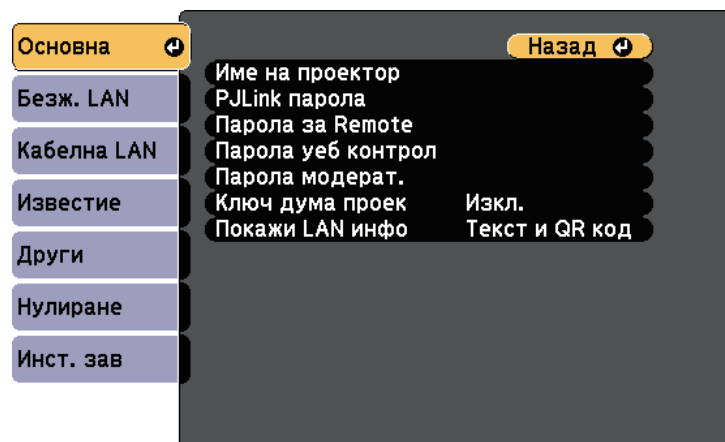 Основна
Безж. LAN
Кабелна LAN
Известие
Други
Нулиране
Инст. зав
Назад
Име на проектор
PJLink парола
Парола за Remote
Парола уеб контрол
Парола модерат.
Ключ дума проек Изкл.
Покажи LAN инфо Текст и QR код